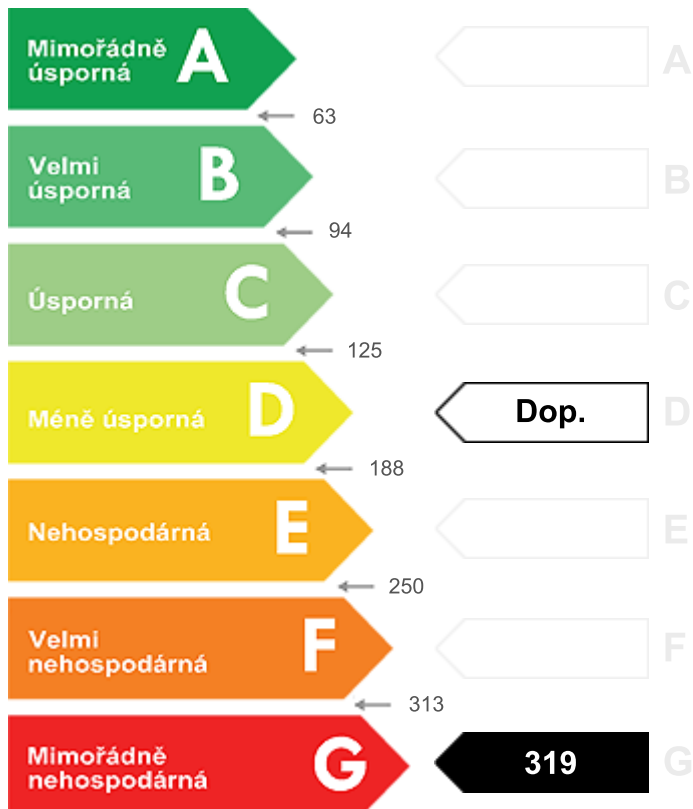 Mimořádně
úsporná
A
A
63
Velmi
úsporná
B
B
94
Úsporná
C
C
125
Méně úsporná
D
Dop.
D
188
Nehospodárná
E
E
250
Velmi
nehospodárná
F
F
313
Mimořádně
nehospodárná
G
319
G